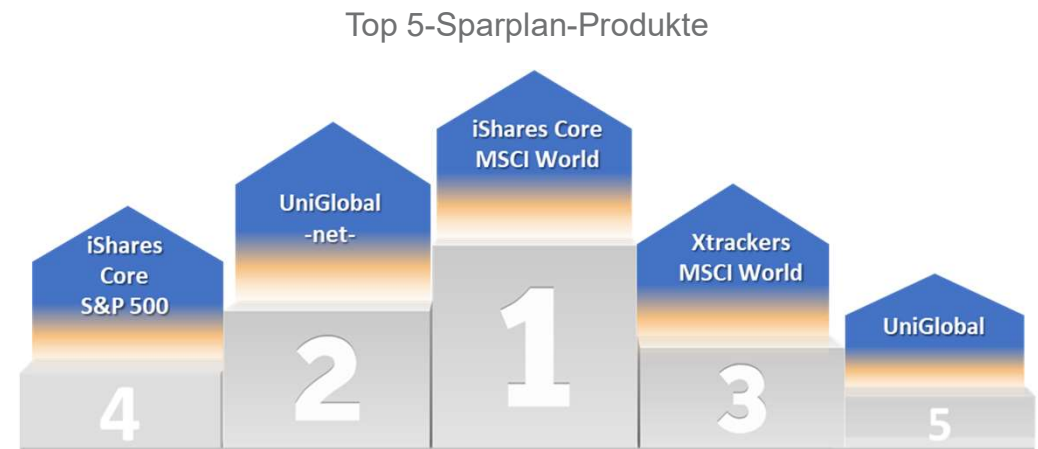 Top 5-Sparplan-Produkte
iShares
Core
S&P 500
4
UniGlobal
-net-
2
iShares Core
MSCI World
1
Xtrackers
MSCI World
3
UniGlobal
5